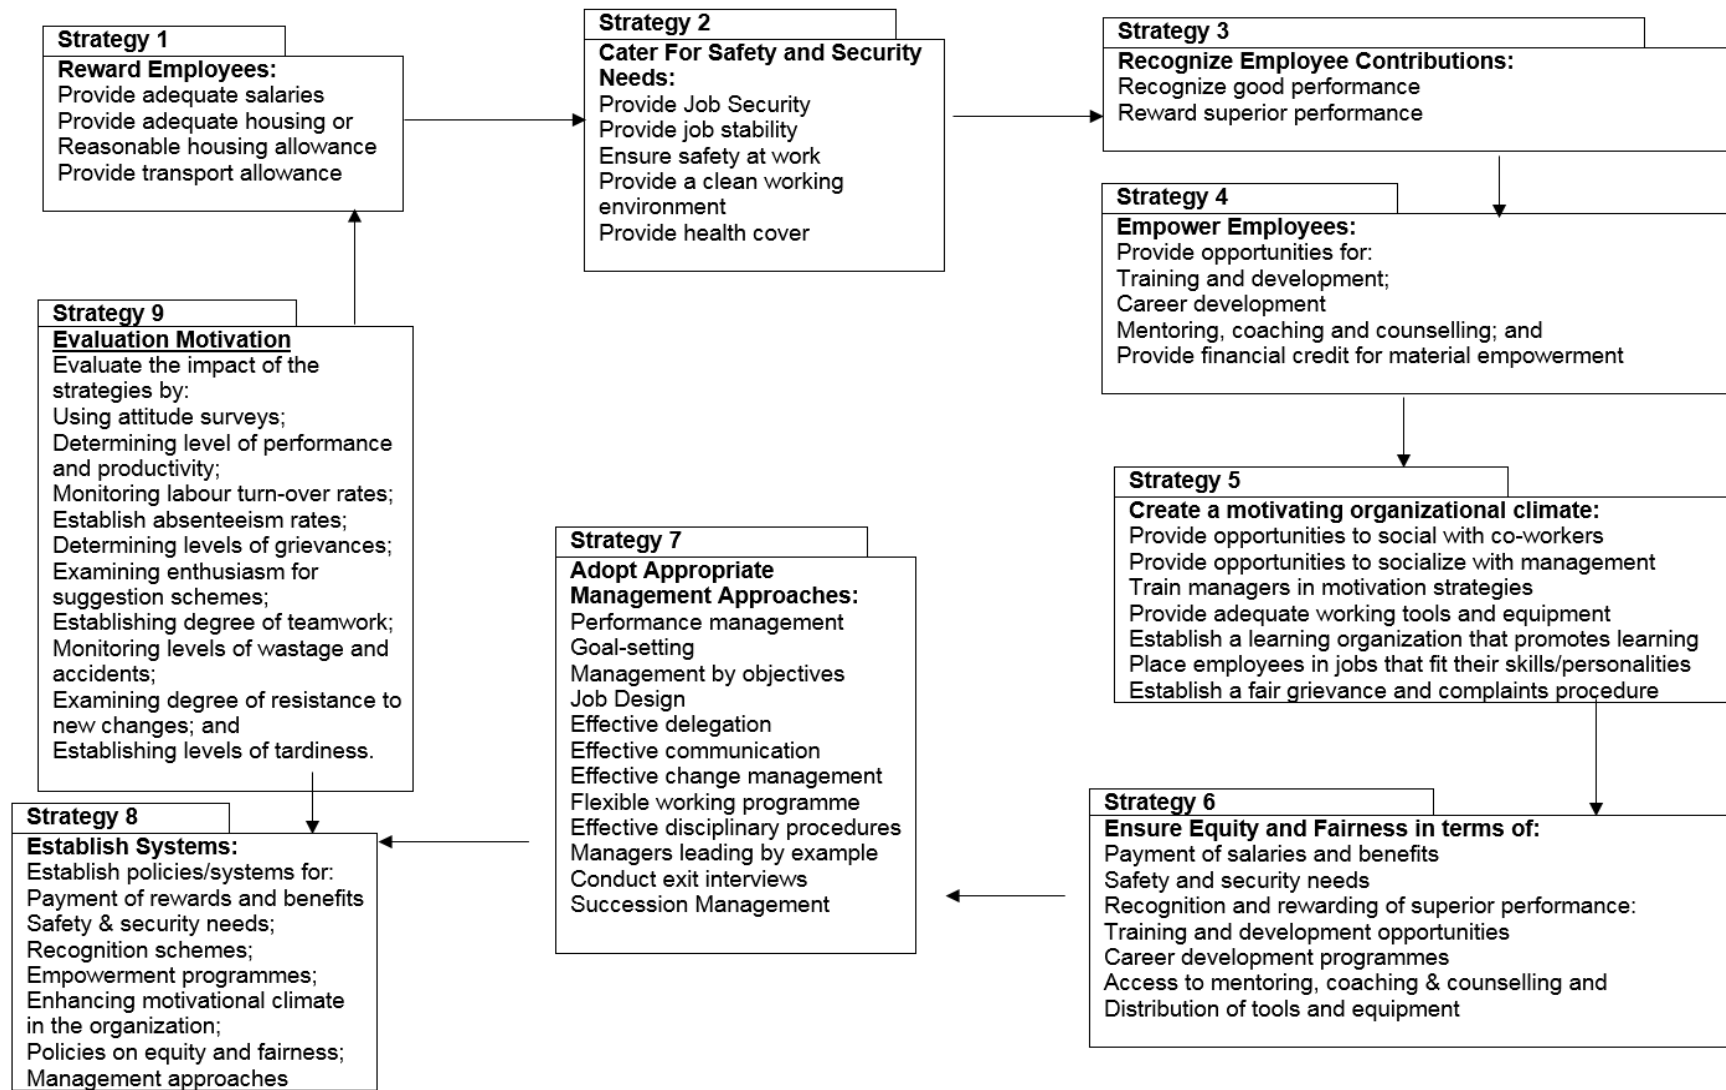 Strategy 1
Reward Employees:
Provide adequate salaries
Provide adequate housing or
Reasonable housing allowance
Provide transport allowance
Strategy 2
Cater For Safety and Security
Needs:
Provide Job Security
Provide job stability
Ensure safety at work
Provide a clean working
environment
Provide health cover
Strategy 3
Recognize Employee Contributions:
Recognize good performance
Reward superior performance
Strategy 4
Empower Employees:
Provide opportunities for:
Training and development;
Career development
Mentoring, coaching and counselling; and
Provide financial credit for material empowerment
Strategy 5
Create a motivating organizational climate:
Provide opportunities to social with co-workers
Provide opportunities to socialize with management
Train managers in motivation strategies
Provide adequate working tools and equipment
Establish a learning organization that promotes learning
Place employees in jobs that fit their skills/personalities
Establish a fair grievance and complaints procedure
Strategy 6
Ensure Equity and Fairness in terms of:
Payment of salaries and benefits
Safety and security needs
Recognition and rewarding of superior performance:
Training and development opportunities
Career development programmes
Access to mentoring, coaching & counselling and
Distribution of tools and equipment
Strategy 7
Adopt Appropriate
Management Approaches:
Performance management
Goal-setting
Management by objectives
Job Design
Effective delegation
Effective communication
Effective change management
Flexible working programme
Effective disciplinary procedures
Managers leading by example
Conduct exit interviews
Succession Management
Strategy 8
Establish Systems:
Establish policies/systems for:
Payment of rewards and benefits
Safety & security needs;
Recognition schemes;
Empowerment programmes;
Enhancing motivational climate
in the organization;
Policies on equity and fairness;
Management approaches
Strategy 9
Evaluation Motivation
Evaluate the impact of the
strategies by:
Using attitude surveys;
Determining level of performance
and productivity;
Monitoring labour turn-over rates;
Establish absenteeism rates;
Determining levels of grievances;
Examining enthusiasm for
suggestion schemes;
Establishing degree of teamwork;
Monitoring levels of wastage and
accidents;
Examining degree of resistance to
new changes; and
Establishing levels of tardiness.